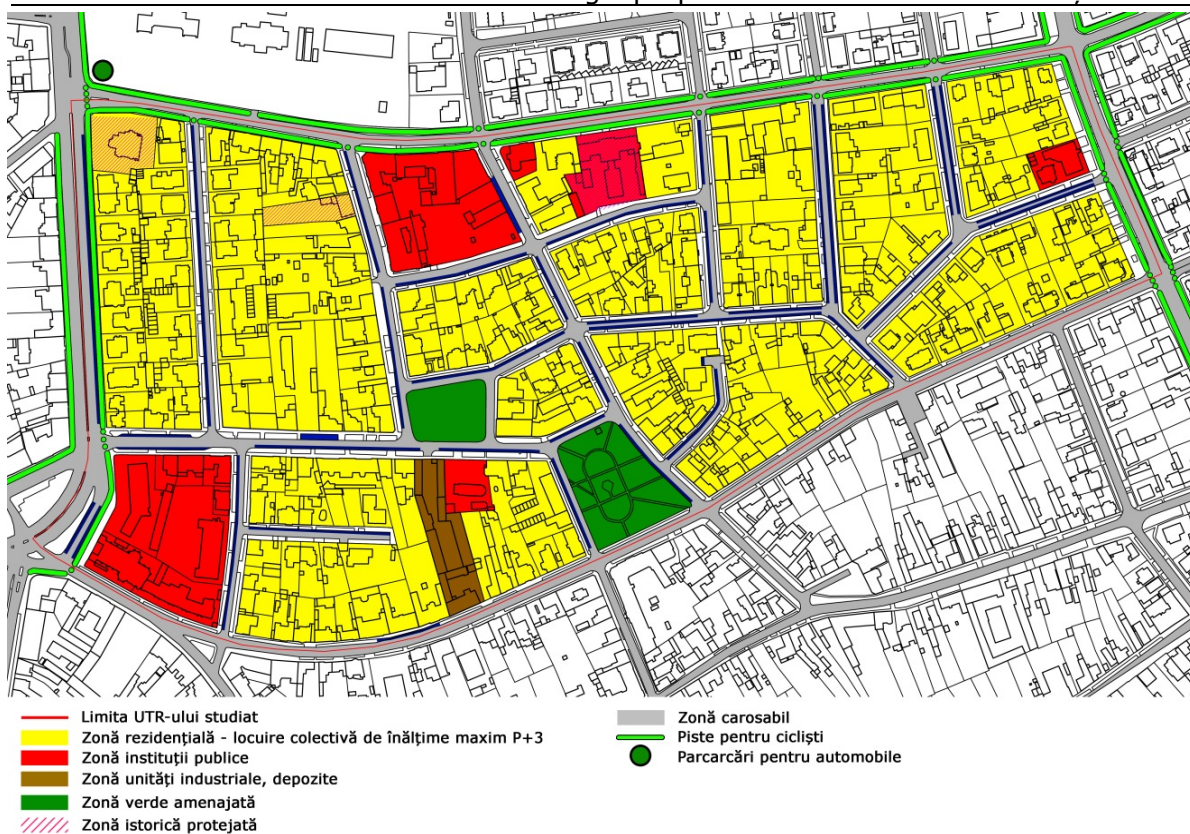 Limita UTR-ului studiat
Zonă rezidențială - locuire colectivă de înălțime maxim P+3
Zonă instituții publice
Zonă unități industriale, depozite
Zonă verde amenajată
Zonă istorică protejată
Zonă carosabil
Piste pentru cicliști
Parcarcări pentru automobile